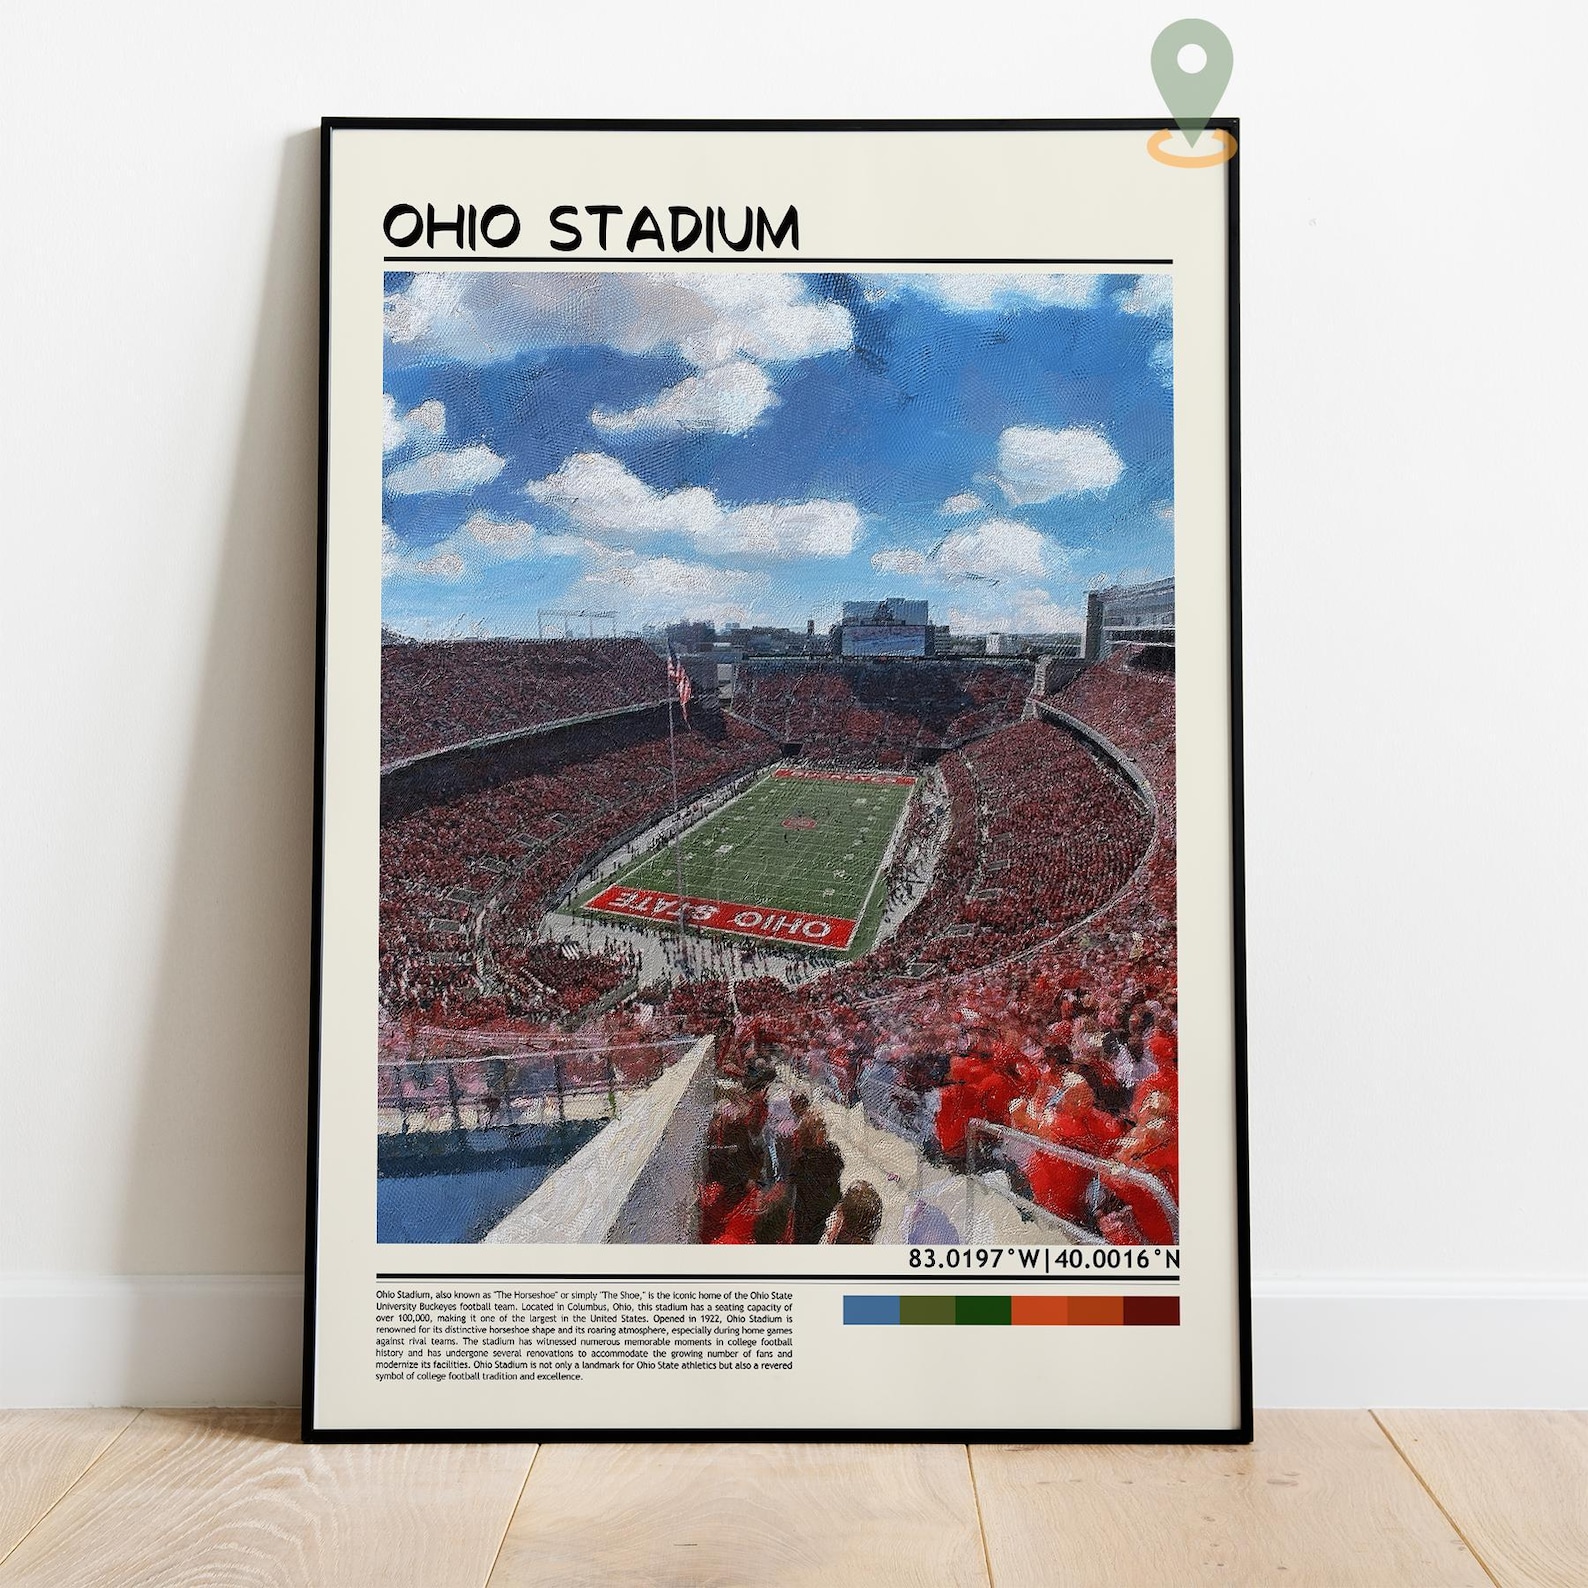 OHIO STADIUM
OHIO STATE
83.0197°W|40.0016°N
Ohio Stadium, also known as "The Horseshoe" or simply "The Shoe," is the iconic home of the Ohio State
University Buckeyes football team. Located in Columbus, Ohio, this stadium has a seating capacity of
over 100,000, making it one of the largest in the United States. Opened in 1922, Ohio Stadium is
renowned for its distinctive horseshoe shape and its roaring atmosphere, especially during home games
against rival teams. The stadium has witnessed numerous memorable moments in college football
history and has undergone several renovations to accommodate the growing number of fans and
modernize its facilities. Ohio Stadium is not only a landmark for Ohio State athletics but also a revered
symbol of college football tradition and excellence.